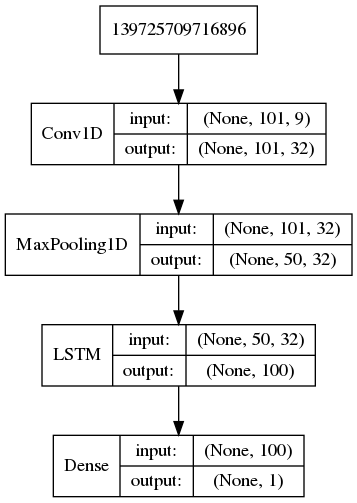 139725709716896
Conv1D
input: (None, 101, 9)
output: (None, 101, 32)
MaxPooling1D
input: (None, 101, 32)
output: (None, 50, 32)
LSTM
input: (None, 50, 32)
output: (None, 100)
Dense
input: (None, 100)
output: (None, 1)